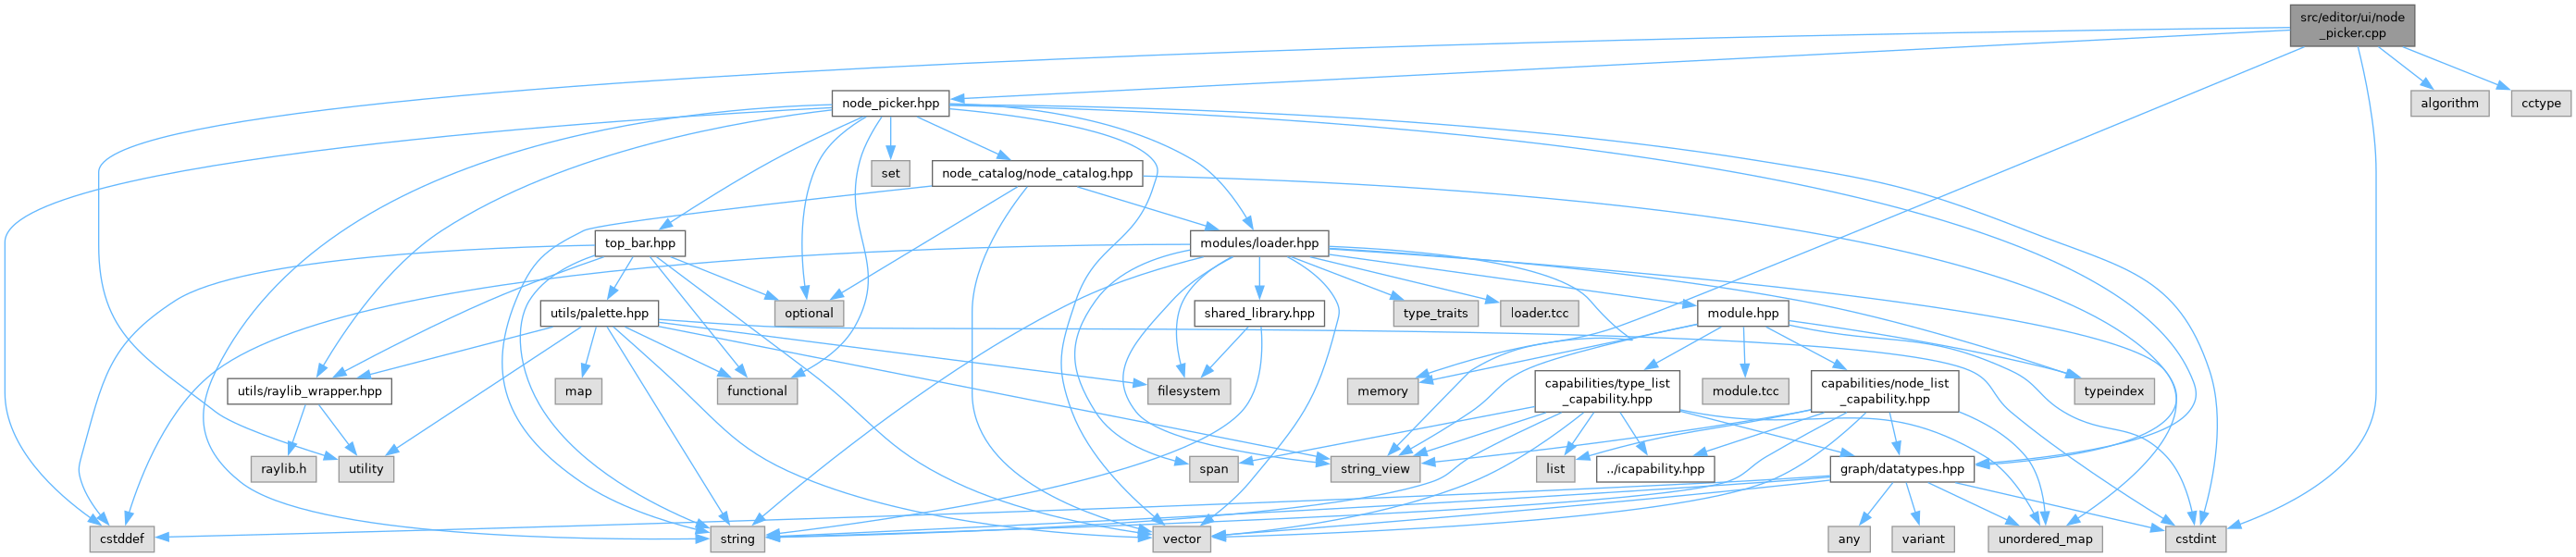 src/editor/ui/node
_picker.cpp
node_picker.hpp
algorithm
cctype
set
node_catalog/node_catalog.hpp
top_bar.hpp
modules/loader.hpp
utils/palette.hpp
optional
shared_library.hpp
type_traits
loader.tcc
module.hpp
utils/raylib_wrapper.hpp
map
functional
filesystem
memory
capabilities/type_list
_capability.hpp
module.tcc
capabilities/node_list
_capability.hpp
typeindex
raylib.h
utility
span
string_view
list
../icapability.hpp
graph/datatypes.hpp
cstddef
string
vector
any
variant
unordered_map
cstdint